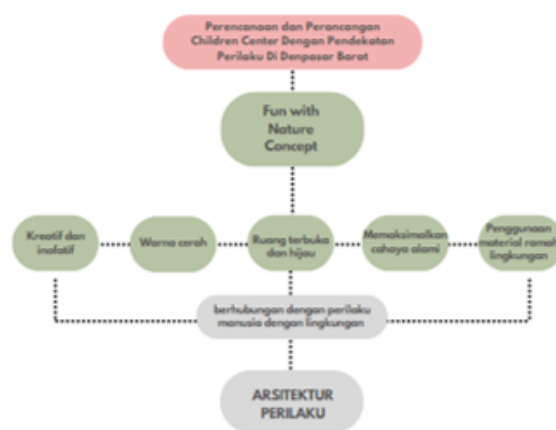 Perencanaan dan Perancangan
Children Center Dengan Pendekatan
Perilaku Di Denpasar Barat
Fun with
Nature
Concept
Kreatif dan
inofatif
Warna cerah
Ruang terbuka
dan hijau
Memaksimalkan
cahaya alami
Penggunaan
material ramah
lingkungan
berhubungan dengan perilaku
manusia dengan lingkungan
ARSITEKTUR
PERILAKU